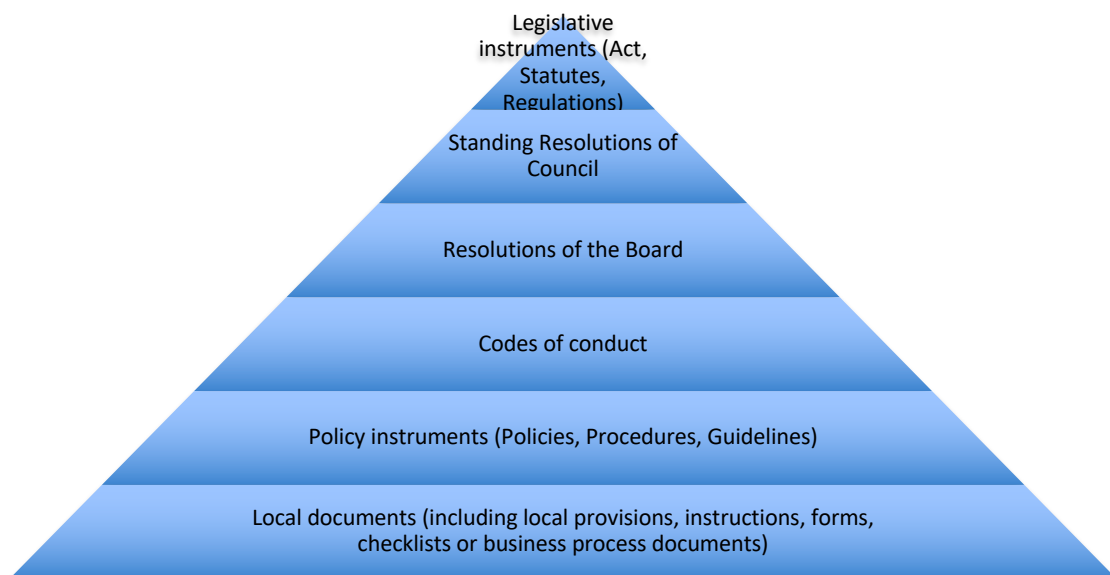 Legislative
instruments (Act,
Statutes,
Regulations)
Standing Resolutions of
Council
Resolutions of the Board
Codes of conduct
Policy instruments (Policies, Procedures, Guidelines)
Local documents (including local provisions, instructions, forms,
checklists or business process documents)